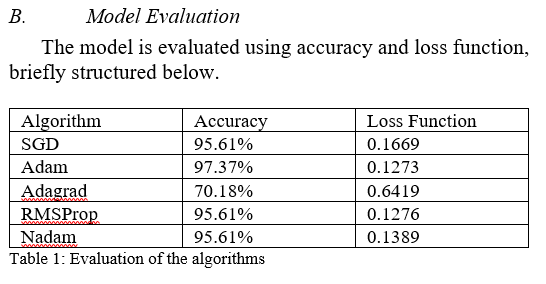 B. Model Evaluation
The model is evaluated using accuracy and loss function,
briefly structured below.
Algorithm Accuracy Loss Function
SGD 95.61% 0.1669
Adam 97.37% 0.1273
Adagrad 70.18% 0.6419
RMSProp 95.61% 0.1276
Nadam 95.61% 0.1389
Table 1: Evaluation of the algorithms